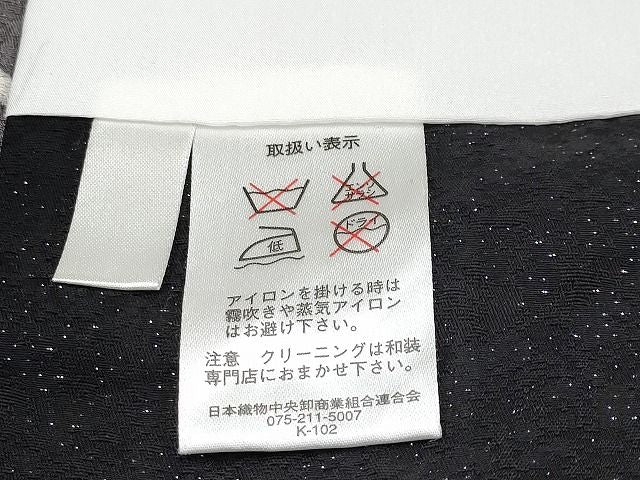 取扱い表示
エンソ
サラシ
ドライ
低
アイロンを掛ける時は
霧吹きや蒸気アイロン
はお避け下さい。
注意　クリーニングは和装
専門店におまかせ下さい。
日本織物中央卸商業組合連合会
075-211-5007
K-102